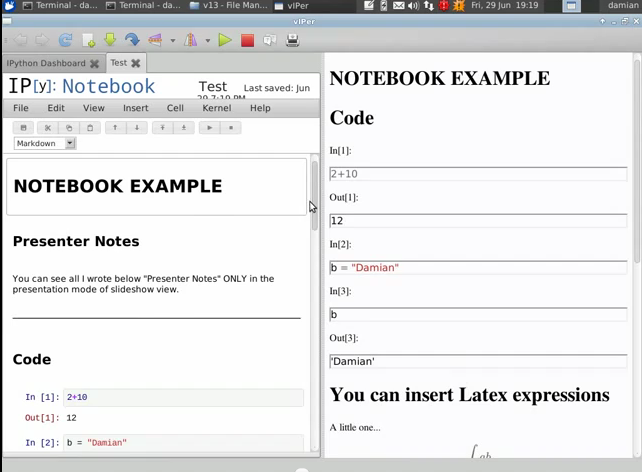 Terminal - da...
Terminal - da...
v13 - File Man...
vIPer
Fri, 29 Jun 19:19
damian
vIPer
IPython Dashboard
Test
IP[y]: Notebook
Test
Last saved: Jun
File Edit View Insert Cell Kernel Help
Markdown
NOTEBOOK EXAMPLE
Presenter Notes
You can see all I wrote below "Presenter Notes" ONLY in the
presentation mode of slideshow view.
Code
In [1]: 2+10
Out[1]: 12
In [2]: b = "Damian"
NOTEBOOK EXAMPLE
Code
In[1]:
2+10
Out[1]:
12
In[2]:
b = "Damian"
In[3]:
b
Out[3]:
'Damian'
You can insert Latex expressions
A little one...